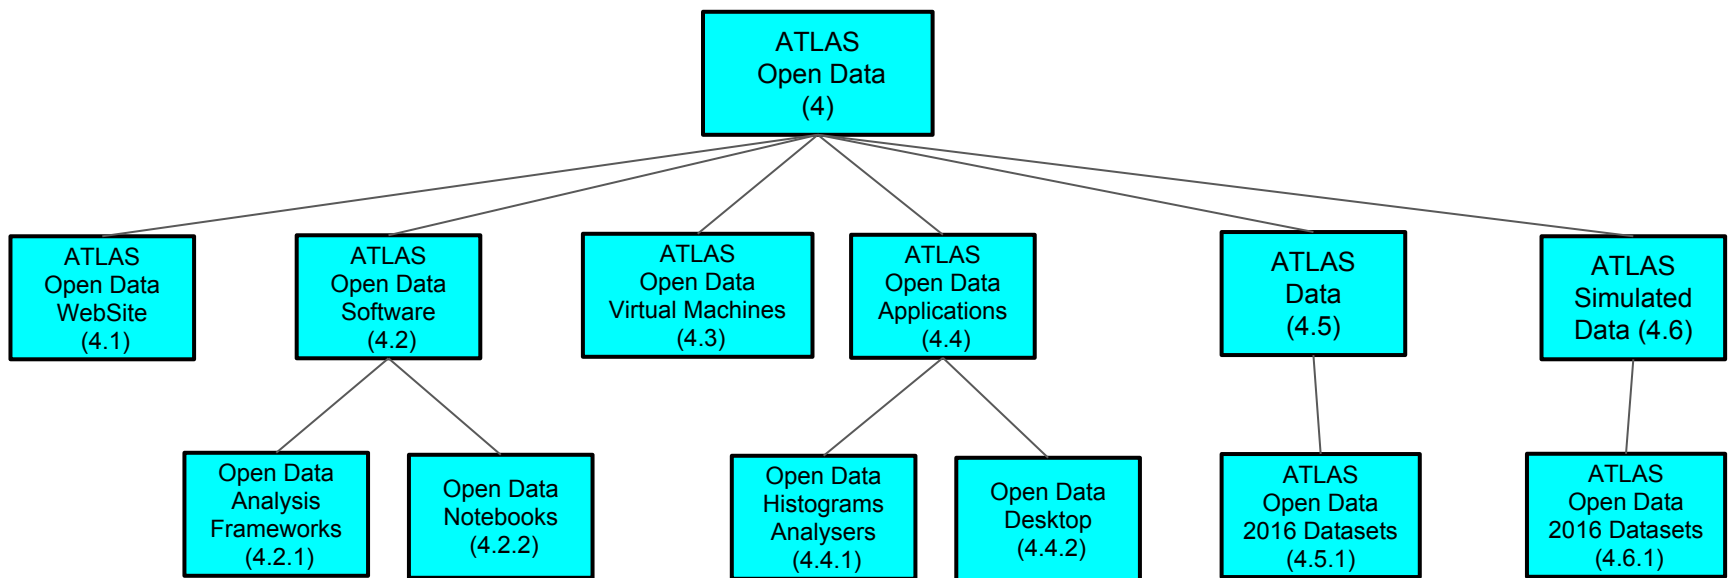 ATLAS
Open Data
(4)
ATLAS
Open Data
WebSite
(4.1)
ATLAS
Open Data
Software
(4.2)
ATLAS
Open Data
Virtual Machines
(4.3)
ATLAS
Open Data
Applications
(4.4)
ATLAS
Data
(4.5)
ATLAS
Simulated
Data (4.6)
Open Data
Analysis
Frameworks
(4.2.1)
Open Data
Notebooks
(4.2.2)
Open Data
Histograms
Analysers
(4.4.1)
Open Data
Desktop
(4.4.2)
ATLAS
Open Data
2016 Datasets
(4.5.1)
ATLAS
Open Data
2016 Datasets
(4.6.1)